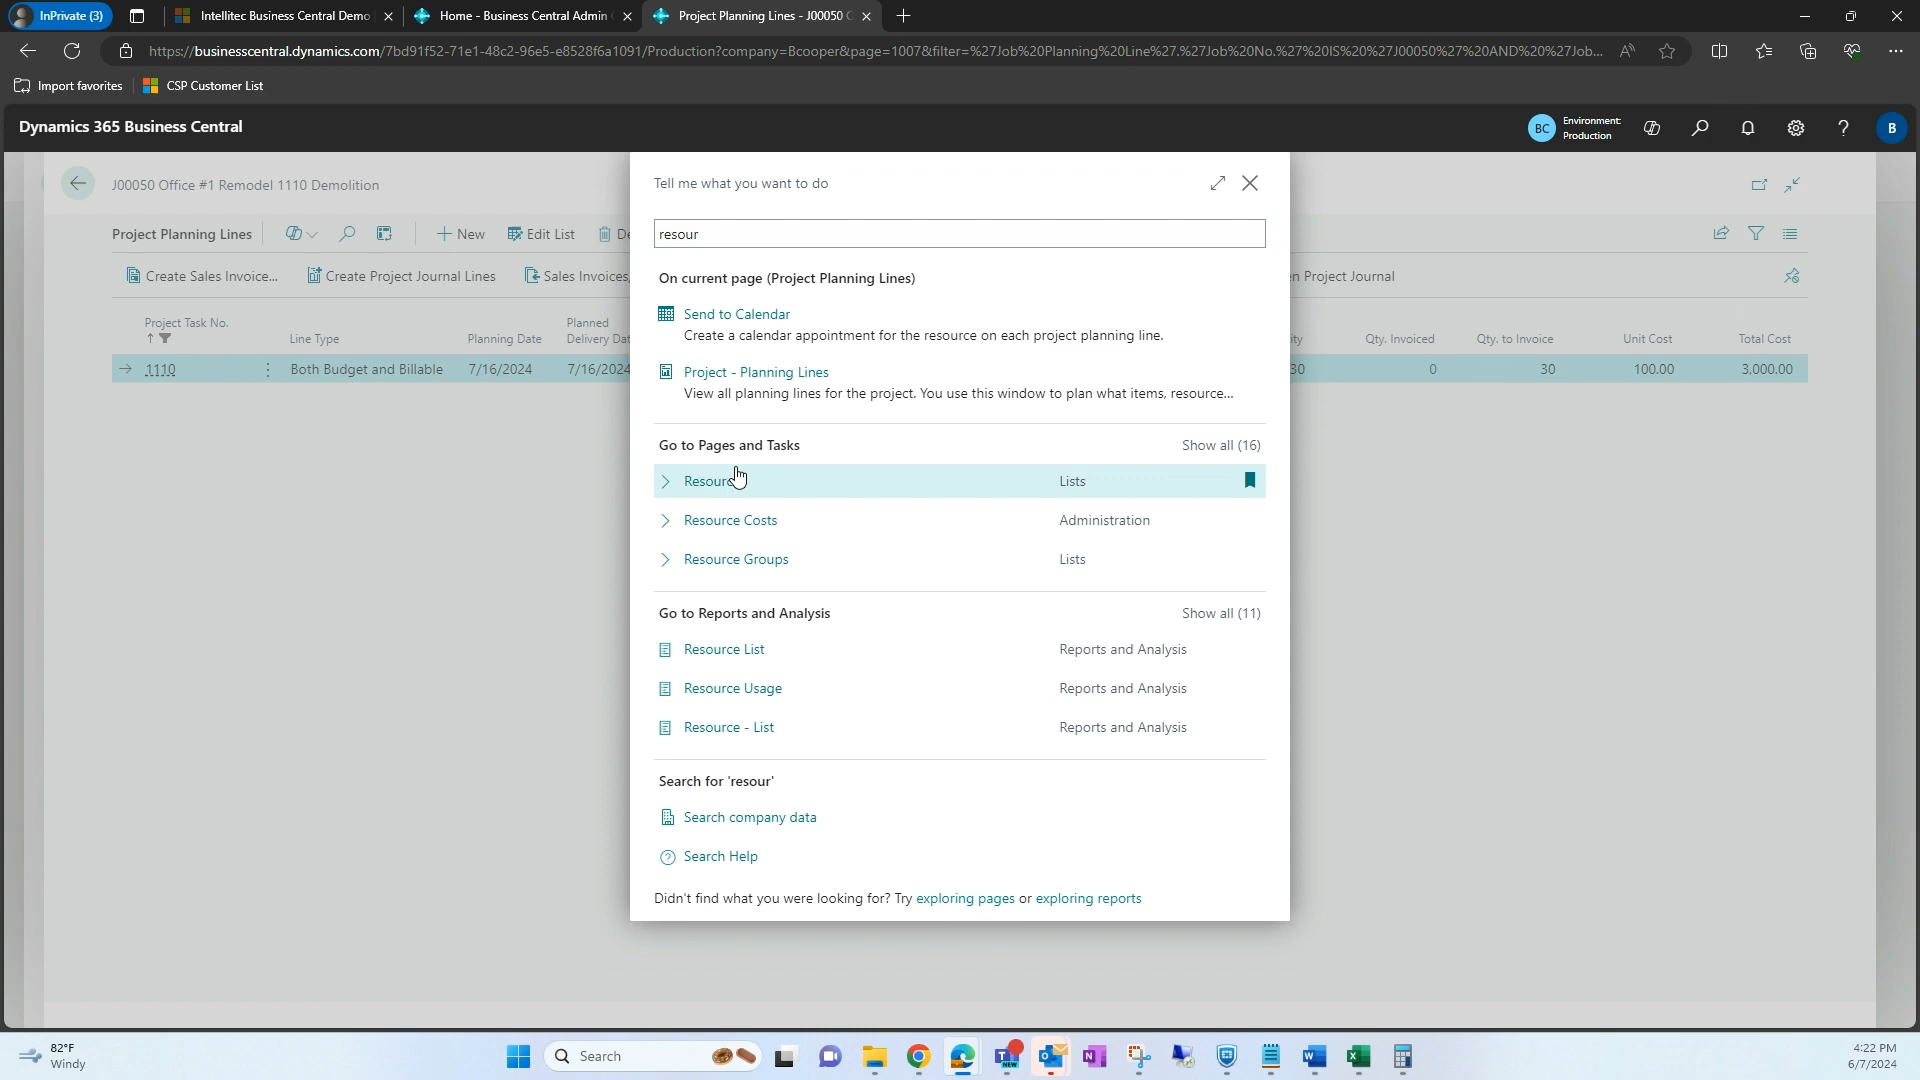 InPrivate (3)
Intellitec Business Central Demo
Home - Business Central Admin
Project Planning Lines - J00050
https://businesscentral.dynamics.com/7bd91f52-71e1-48c2-96e5-e8528f6a1091/Production?company=Bcooper&page=1007&filter=%27Job%20Planning%20Line%27.%27Job%20No.%27%20IS%20%27J00050%27%20AND%20%27Job...
Import favorites
CSP Customer List
Dynamics 365 Business Central
BC
Environment:
Production
B
J00050 Office #1 Remodel 1110 Demolition
Project Planning Lines
New
Edit List
De
Create Sales Invoice...
Create Project Journal Lines
Sales Invoices,
n Project Journal
Project Task No.
Line Type
Planning Date
Planned
Delivery Dat
ity
Qty. Invoiced
Qty. to Invoice
Unit Cost
Total Cost
1110
Both Budget and Billable
7/16/2024
7/16/2024
30
0
30
100.00
3,000.00
Tell me what you want to do
resour
On current page (Project Planning Lines)
Send to Calendar
Create a calendar appointment for the resource on each project planning line.
Project - Planning Lines
View all planning lines for the project. You use this window to plan what items, resource...
Go to Pages and Tasks
Show all (16)
Resourc
Lists
Resource Costs
Administration
Resource Groups
Lists
Go to Reports and Analysis
Show all (11)
Resource List
Reports and Analysis
Resource Usage
Reports and Analysis
Resource - List
Reports and Analysis
Search for 'resour'
Search company data
Search Help
Didn't find what you were looking for? Try exploring pages or exploring reports
82°F
Windy
Search
NEW
4:22 PM
6/7/2024